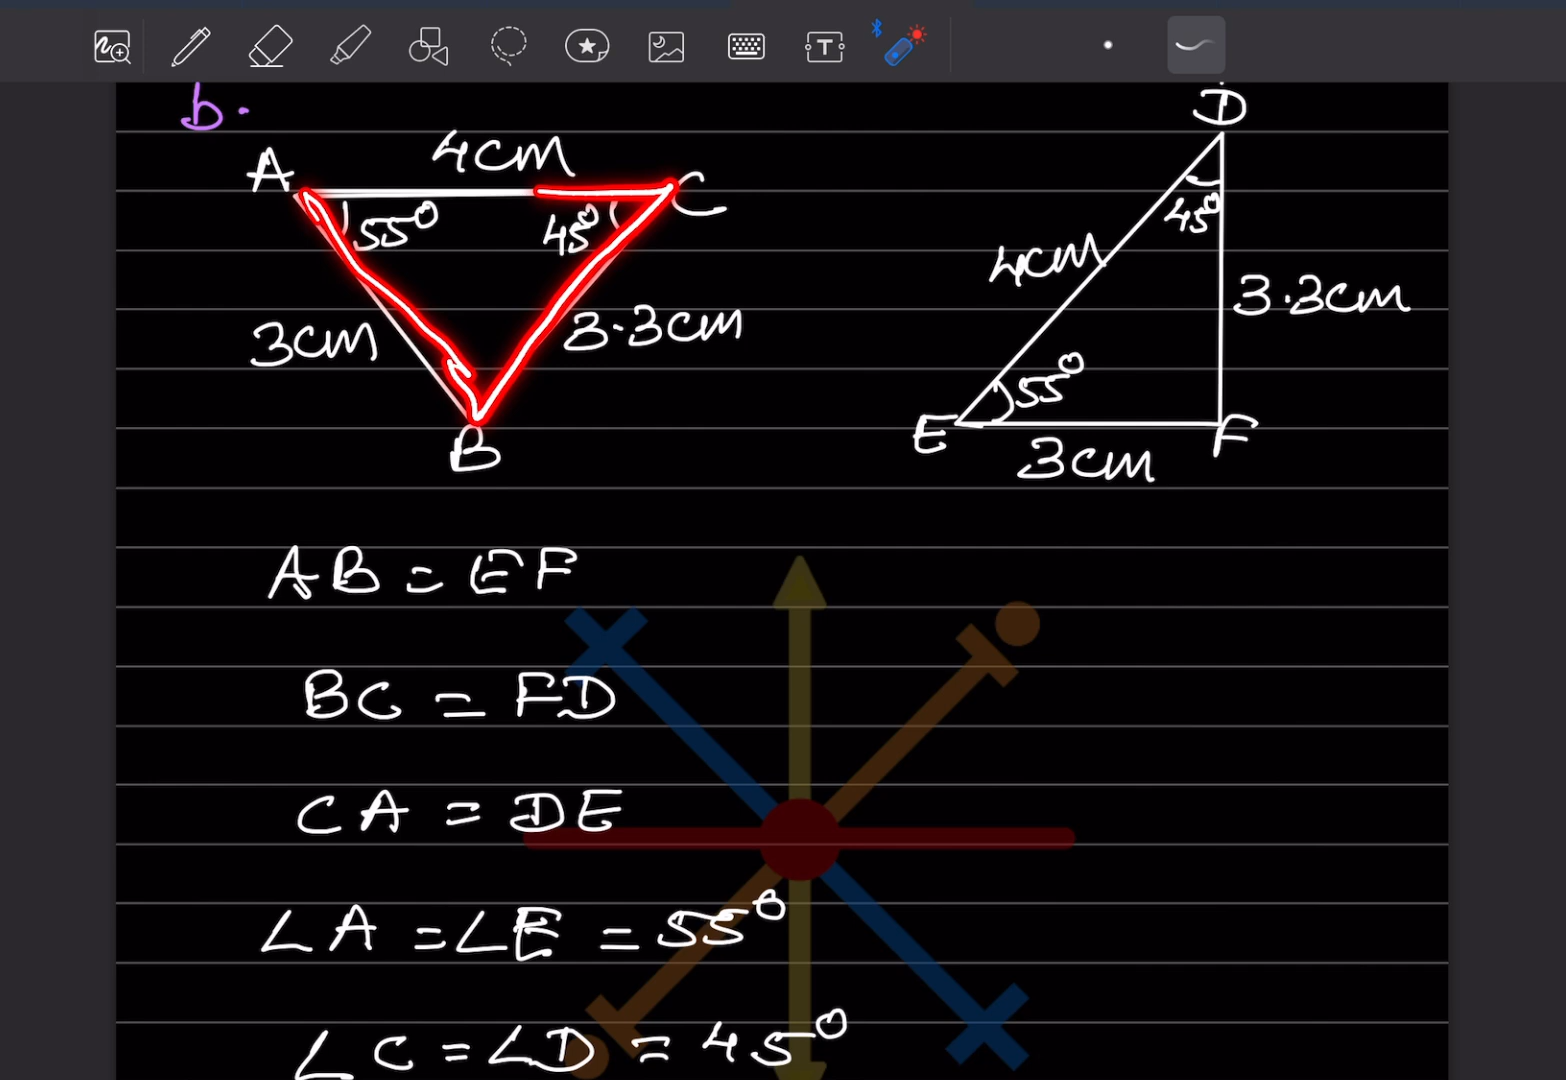 b.
A
4cm
C
55°
45°
3cm
3.3cm
B
D
45°
4cm
3.3cm
55°
E
F
3cm
AB = EF
BC = FD
CA = DE
∠A = ∠E = 55°
∠C = ∠D = 45°
T